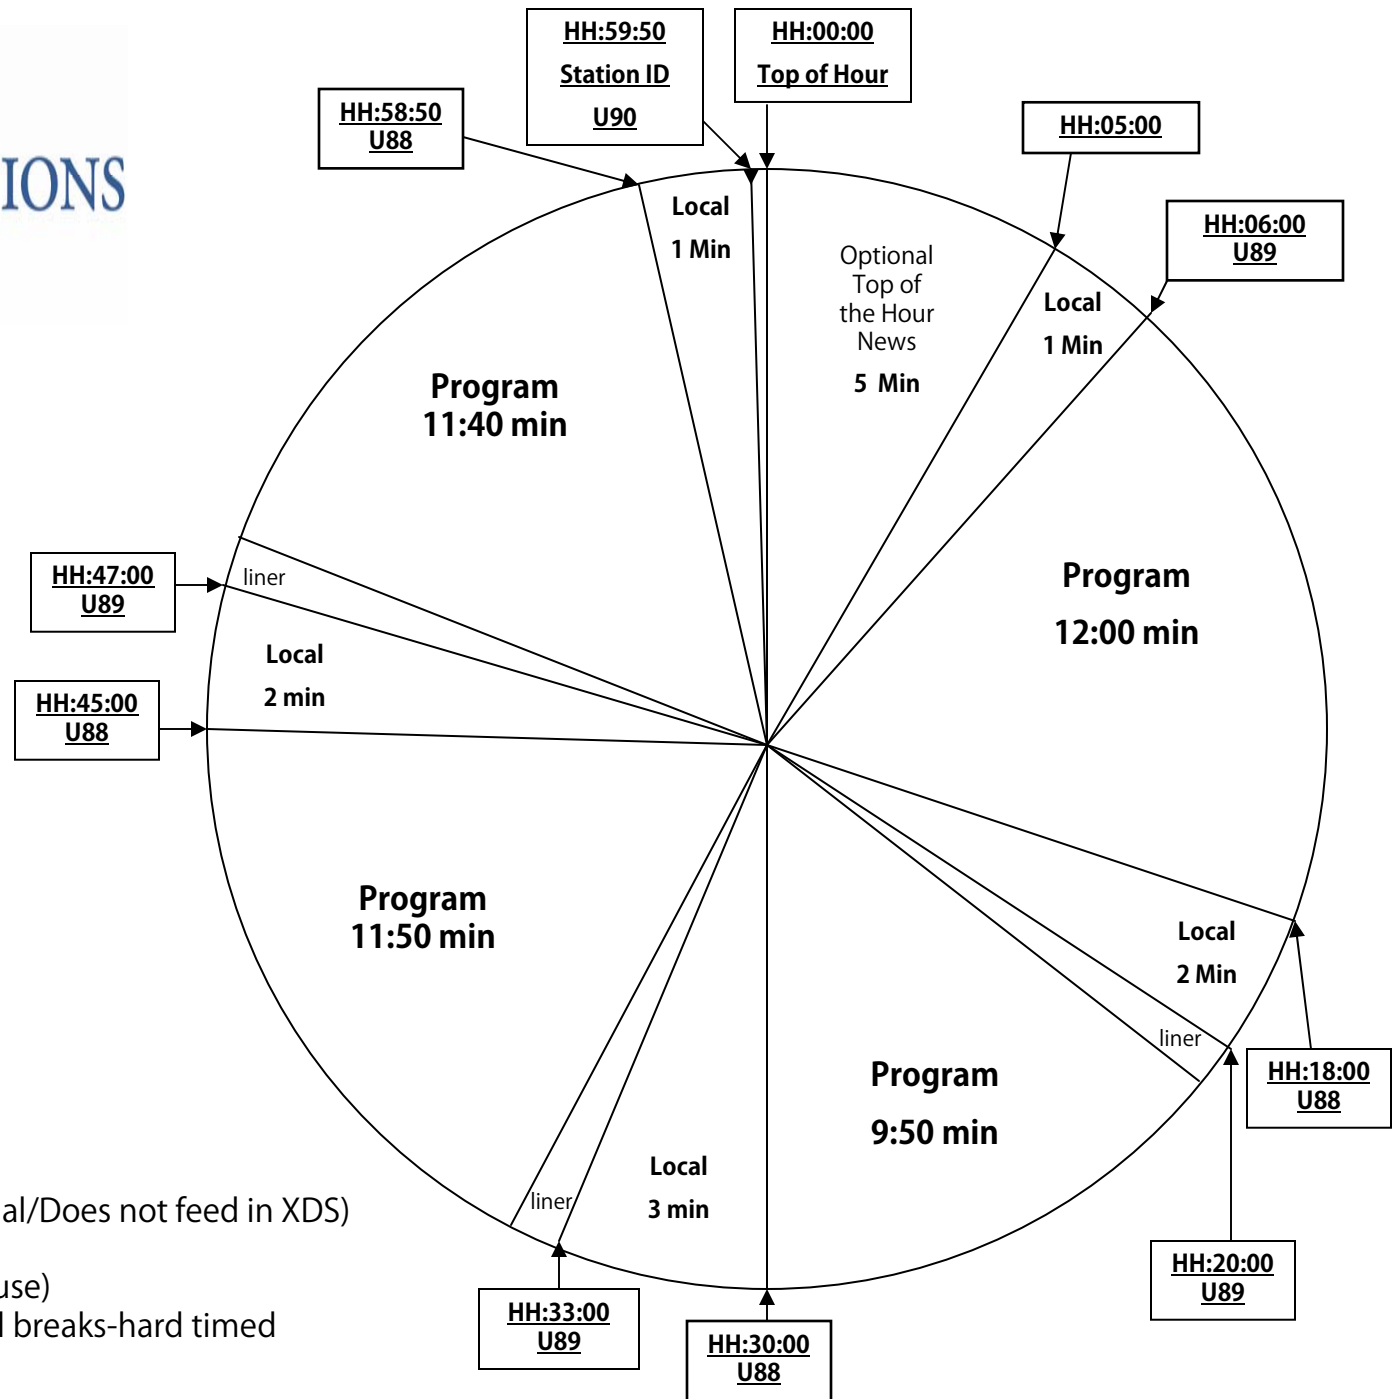 IONS
HH:59:50
Station ID
U90
HH:00:00
Top of Hour
HH:58:50
U88
HH:05:00
HH:06:00
U89
Local
1 Min
Optional
Top of
the Hour
News
5 Min
Local
1 Min
Program
11:40 min
Program
12:00 min
HH:47:00
U89
liner
Local
2 min
HH:45:00
U88
Program
11:50 min
Local
2 Min
liner
HH:18:00
U88
Program
9:50 min
HH:20:00
U89
Local
3 min
liner
HH:33:00
U89
HH:30:00
U88
al/Does not feed in XDS)
use)
l breaks-hard timed